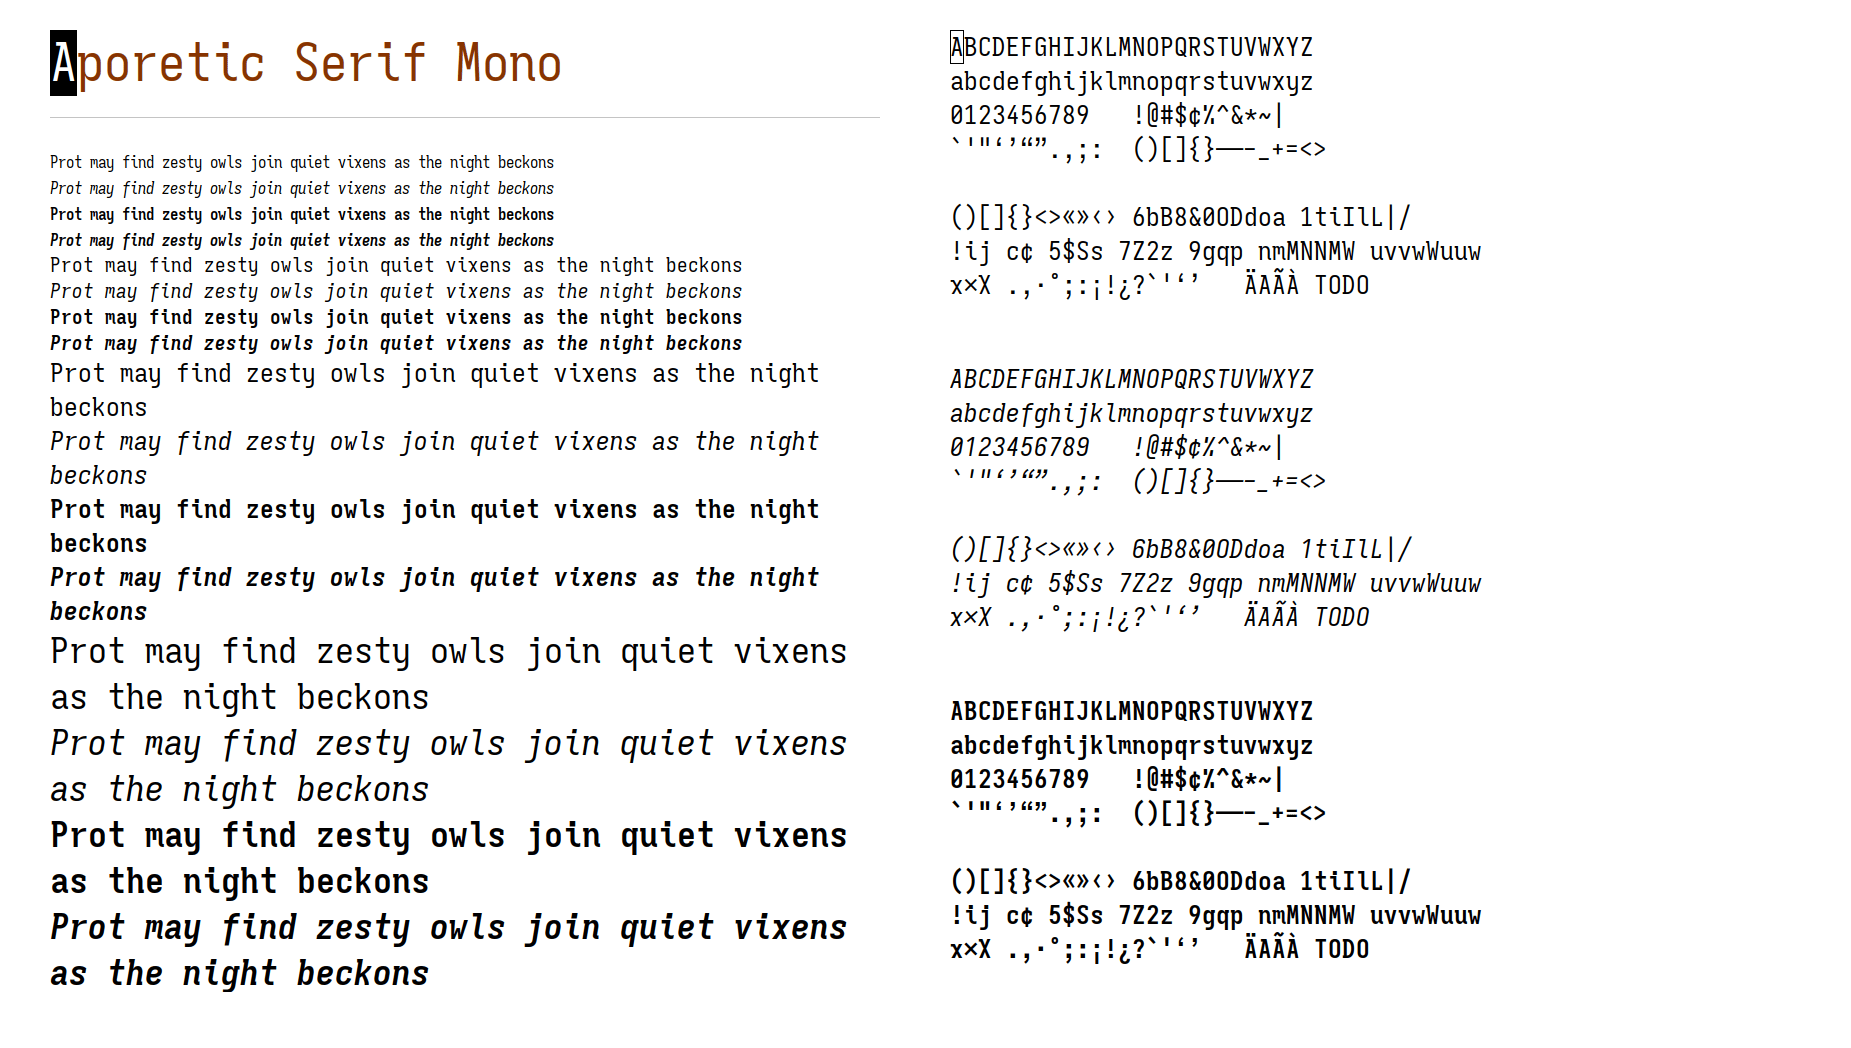 Aporetic Serif Mono
Prot may find zesty owls join quiet vixens as the night beckons
Prot may find zesty owls join quiet vixens as the night beckons
Prot may find zesty owls join quiet vixens as the night beckons
Prot may find zesty owls join quiet vixens as the night beckons
Prot may find zesty owls join quiet vixens as the night beckons
Prot may find zesty owls join quiet vixens as the night beckons
Prot may find zesty owls join quiet vixens as the night beckons
Prot may find zesty owls join quiet vixens as the night beckons
Prot may find zesty owls join quiet vixens as the night
beckons
Prot may find zesty owls join quiet vixens as the night
beckons
Prot may find zesty owls join quiet vixens as the night
beckons
Prot may find zesty owls join quiet vixens as the night
beckons
Prot may find zesty owls join quiet vixens
as the night beckons
Prot may find zesty owls join quiet vixens
as the night beckons
Prot may find zesty owls join quiet vixens
as the night beckons
Prot may find zesty owls join quiet vixens
as the night beckons
ABCDEFGHIJKLMNOPQRSTUVWXYZ
abcdefghijklmnopqrstuvwxyz
0123456789   !@#$¢%^&*~|
`'"‘’“”.,;:  ()[]{}—–-_+=<>
()[]{}<>«»‹› 6bB8&0ODdoa 1tiIlL|/
!ij c¢ 5$Ss 7Z2z 9gqp nmMNNMW uvvwWuuw
x×X .,·°;:¡!¿?`'‘’   ÄAÃÀ TODO
ABCDEFGHIJKLMNOPQRSTUVWXYZ
abcdefghijklmnopqrstuvwxyz
0123456789   !@#$¢%^&*~|
`'"‘’“”.,;:  ()[]{}—–-_+=<>
()[]{}<>«»‹› 6bB8&0ODdoa 1tiIlL|/
!ij c¢ 5$Ss 7Z2z 9gqp nmMNNMW uvvwWuuw
x×X .,·°;:¡!¿?`'‘’   ÄAÃÀ TODO
ABCDEFGHIJKLMNOPQRSTUVWXYZ
abcdefghijklmnopqrstuvwxyz
0123456789   !@#$¢%^&*~|
`'"‘’“”.,;:  ()[]{}—–-_+=<>
()[]{}<>«»‹› 6bB8&0ODdoa 1tiIlL|/
!ij c¢ 5$Ss 7Z2z 9gqp nmMNNMW uvvwWuuw
x×X .,·°;:¡!¿?`'‘’   ÄAÃÀ TODO